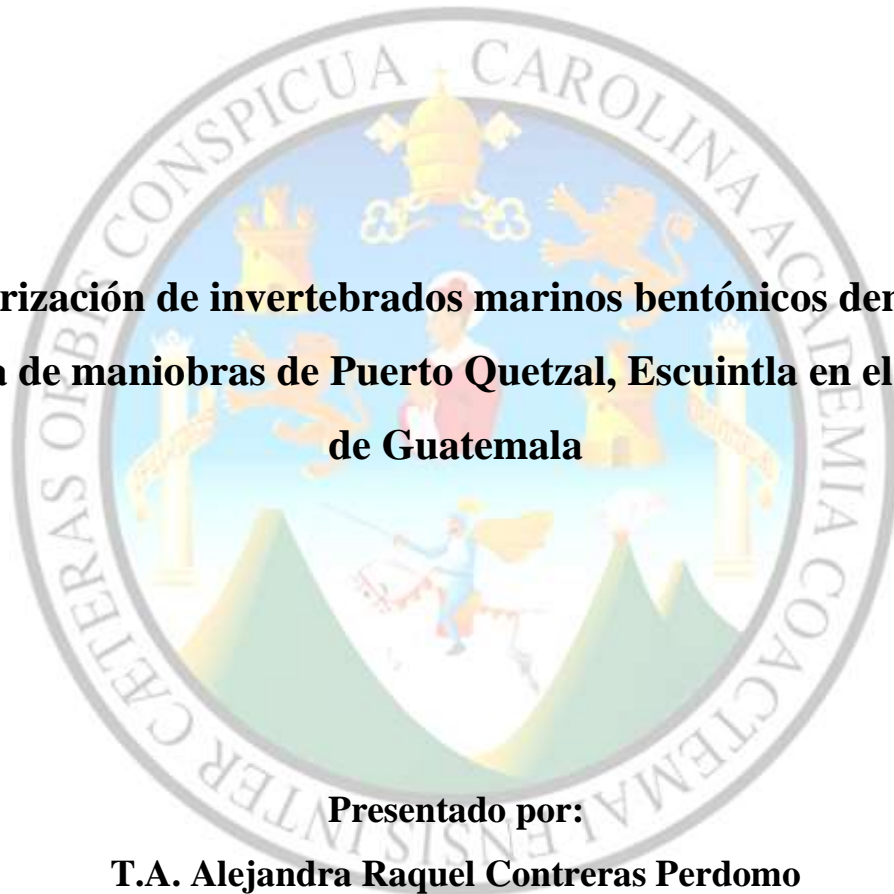 CAROLINA ACADEMIA COACTEMALENSIS INTER CÆTERAS ORBIS CONSPICUA
rización de invertebrados marinos bentónicos den
a de maniobras de Puerto Quetzal, Escuintla en el
de Guatemala
Presentado por:
T.A. Alejandra Raquel Contreras Perdomo